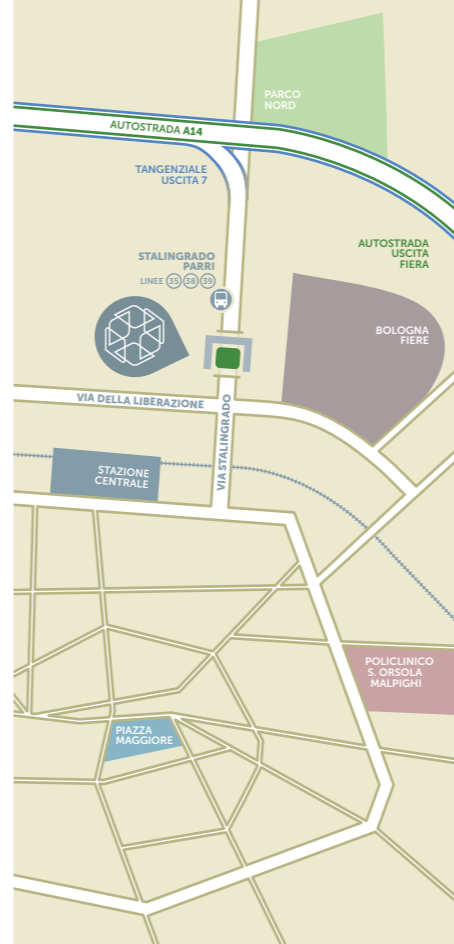 PARCO
NORD
AUTOSTRADA A14
TANGENZIALE
USCITA 7
STALINGRADO
PARRI
LINEE 35 38 39
AUTOSTRADA
USCITA
FIERA
BOLOGNA
FIERE
VIA DELLA LIBERAZIONE
VIA STALINGRADO
STAZIONE
CENTRALE
POLICLINICO
S. ORSOLA
MALPIGHI
PIAZZA
MAGGIORE